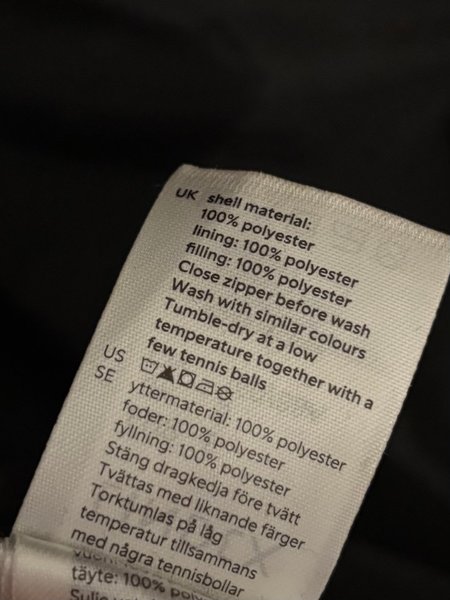 UK shell material:
100% polyester
lining: 100% polyester
filling: 100% polyester
Close zipper before wash
Wash with similar colours
Tumble-dry at a low
temperature together with a
few tennis balls
US
SE yttermaterial: 100% polyester
foder: 100% polyester
fyllning: 100% polyester
Stäng dragkedja före tvätt
Tvättas med liknande färger
Torktumlas på låg
temperatur tillsammans
med några tennisbollar
täyte: 100%